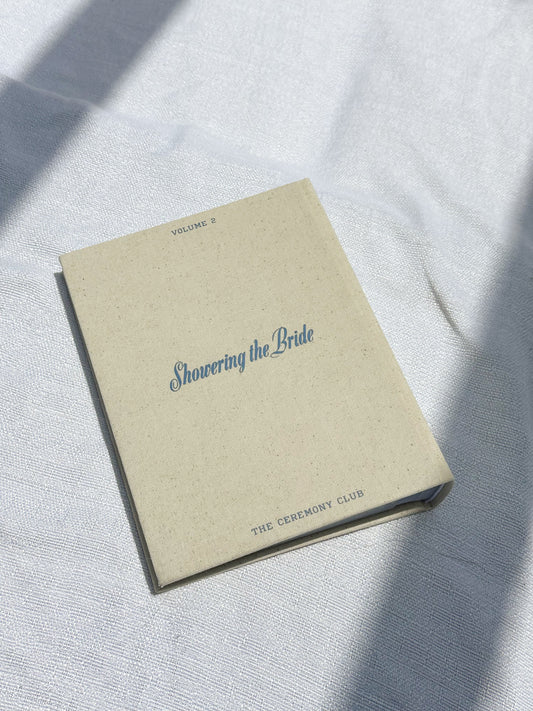 VOLUME 2
Showering the Bride
THE CEREMONY CLUB